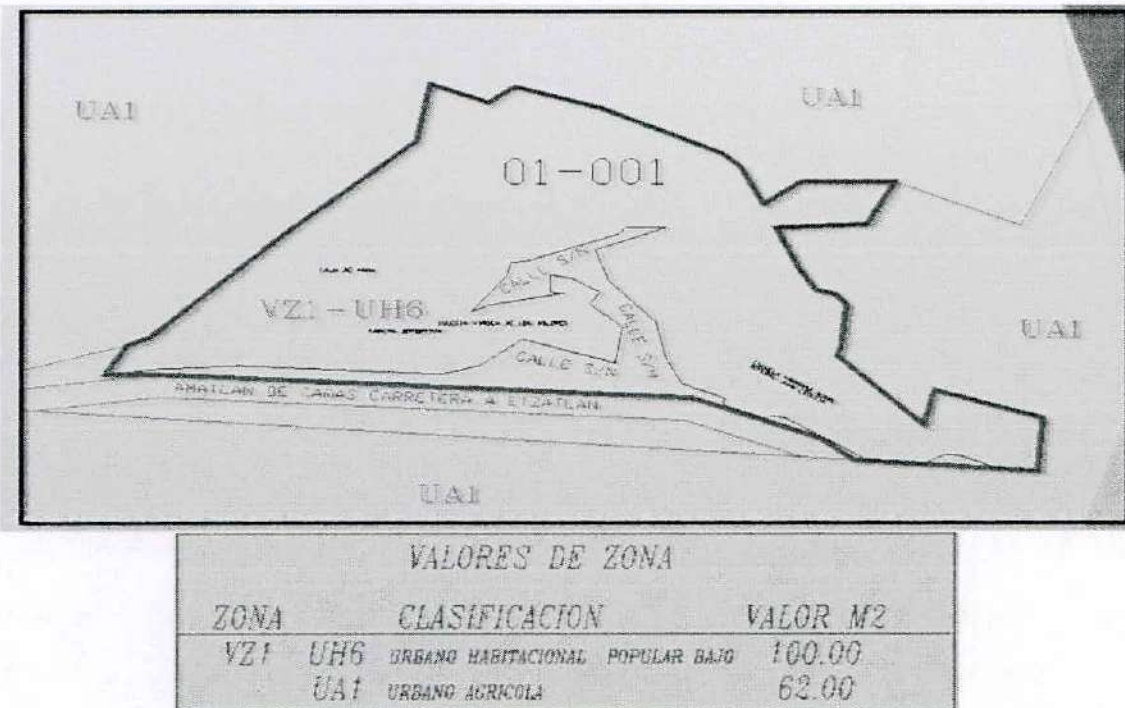 UA1
UA1
01-001
CALLE S/N
VZ1-UH6
CALLE S/N
UA1
CALLE S/N
AMATLAN DE CAÑAS CARRETERA A ETZATLAN
UA1
VALORES DE ZONA
ZONA CLASIFICACION VALOR M2
VZ1 UH6 URBANO HABITACIONAL POPULAR BAJO 100.00
UA1 URBANO AGRICOLA 62.00